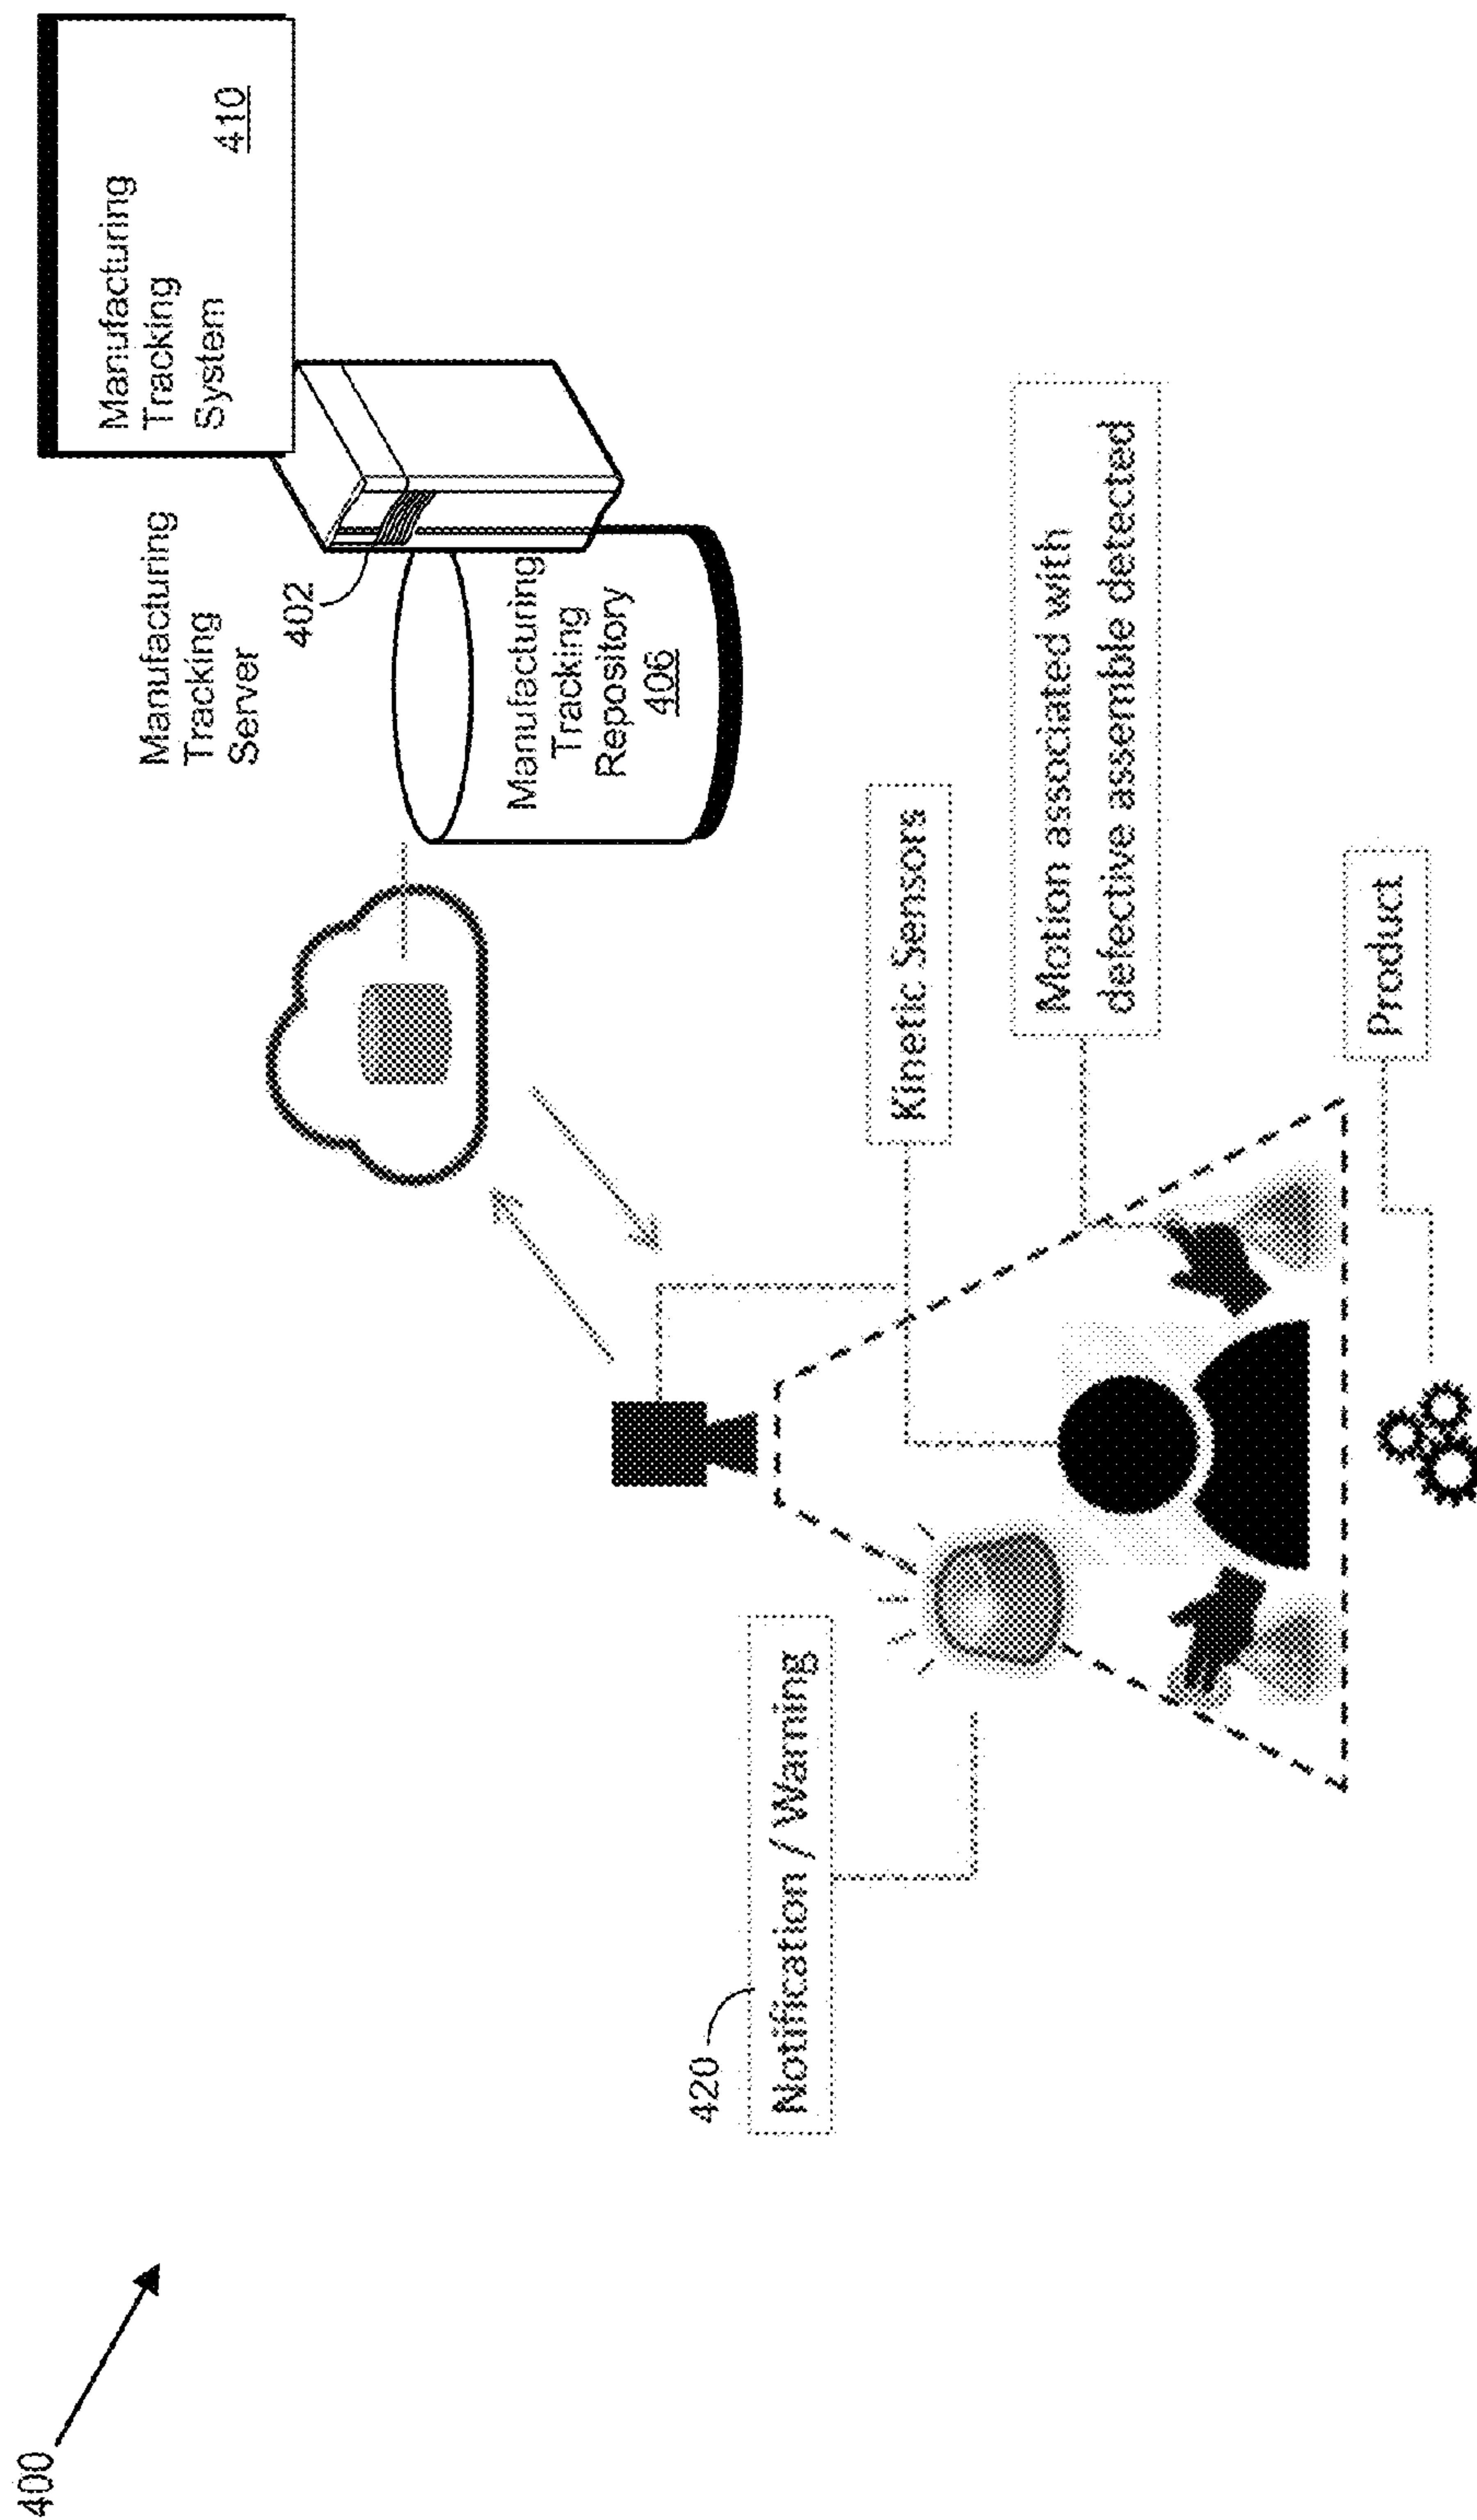 400
Manufacturing
Tracking
System
410
Manufacturing
Tracking
Server
402
Manufacturing
Tracking
Repository
406
420
Notification / Warning
Kinetic Sensors
Motion associated with
defective assemble detected
Product